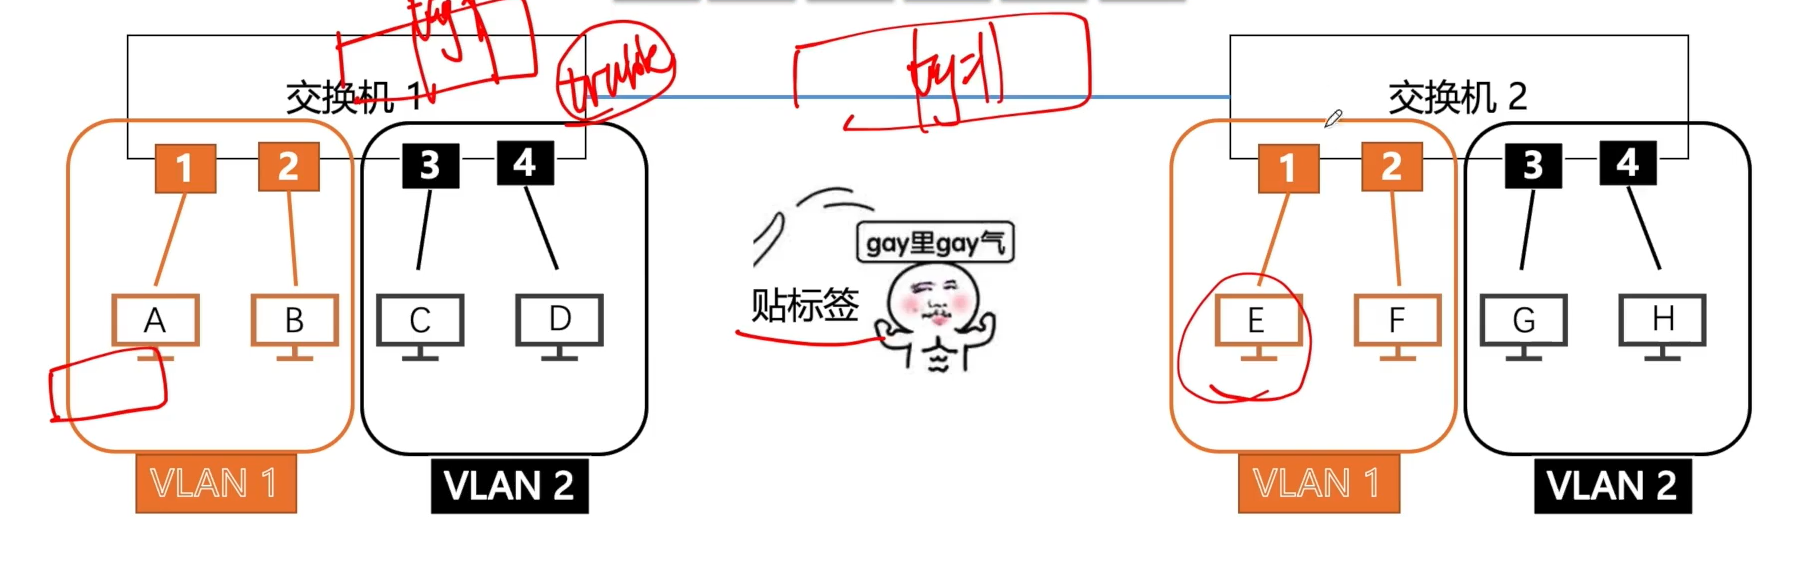 tag1
trunk
tag=1
交换机 1
交换机 2
1 2 3 4
1 2 3 4
gay里gay气
贴标签
A B C D
E F G H
VLAN 1
VLAN 2
VLAN 1
VLAN 2